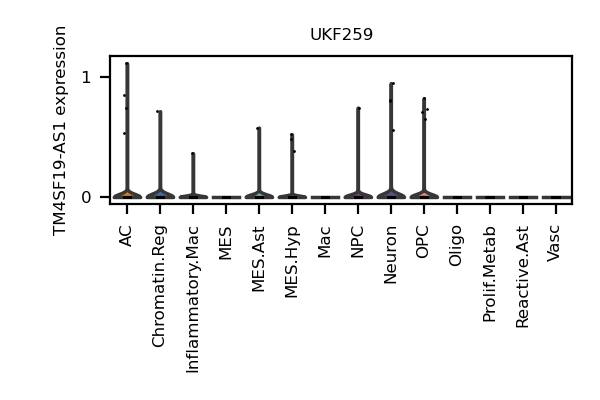 UKF259
TM4SF19-AS1 expression
1
0
AC
Chromatin.Reg
Inflammatory.Mac
MES
MES.Ast
MES.Hyp
Mac
NPC
Neuron
OPC
Oligo
Prolif.Metab
Reactive.Ast
Vasc